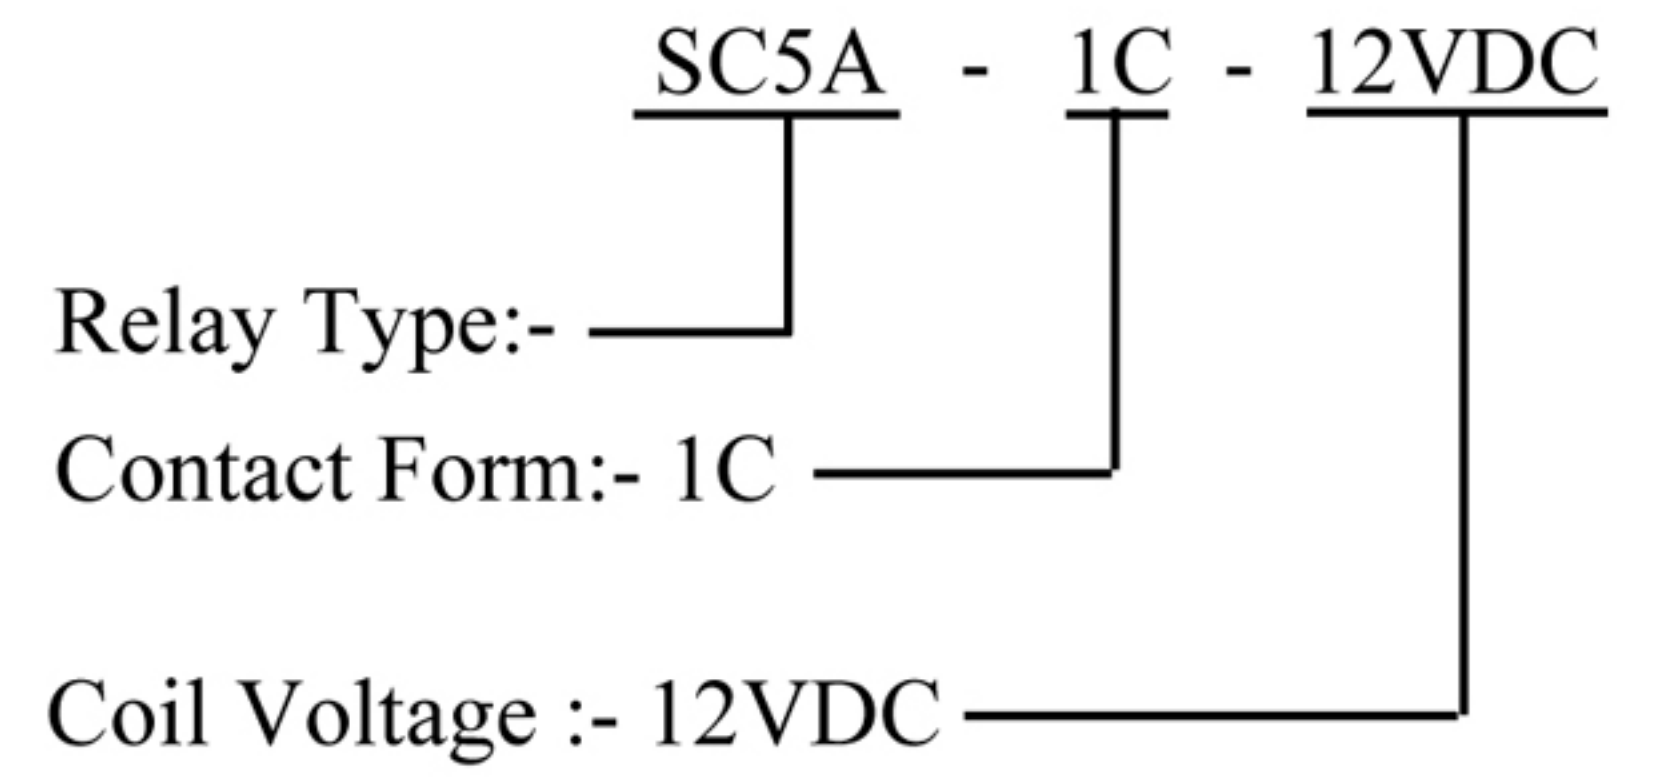 SC5A - 1C - 12VDC
Relay Type:-
Contact Form:- 1C
Coil Voltage :- 12VDC